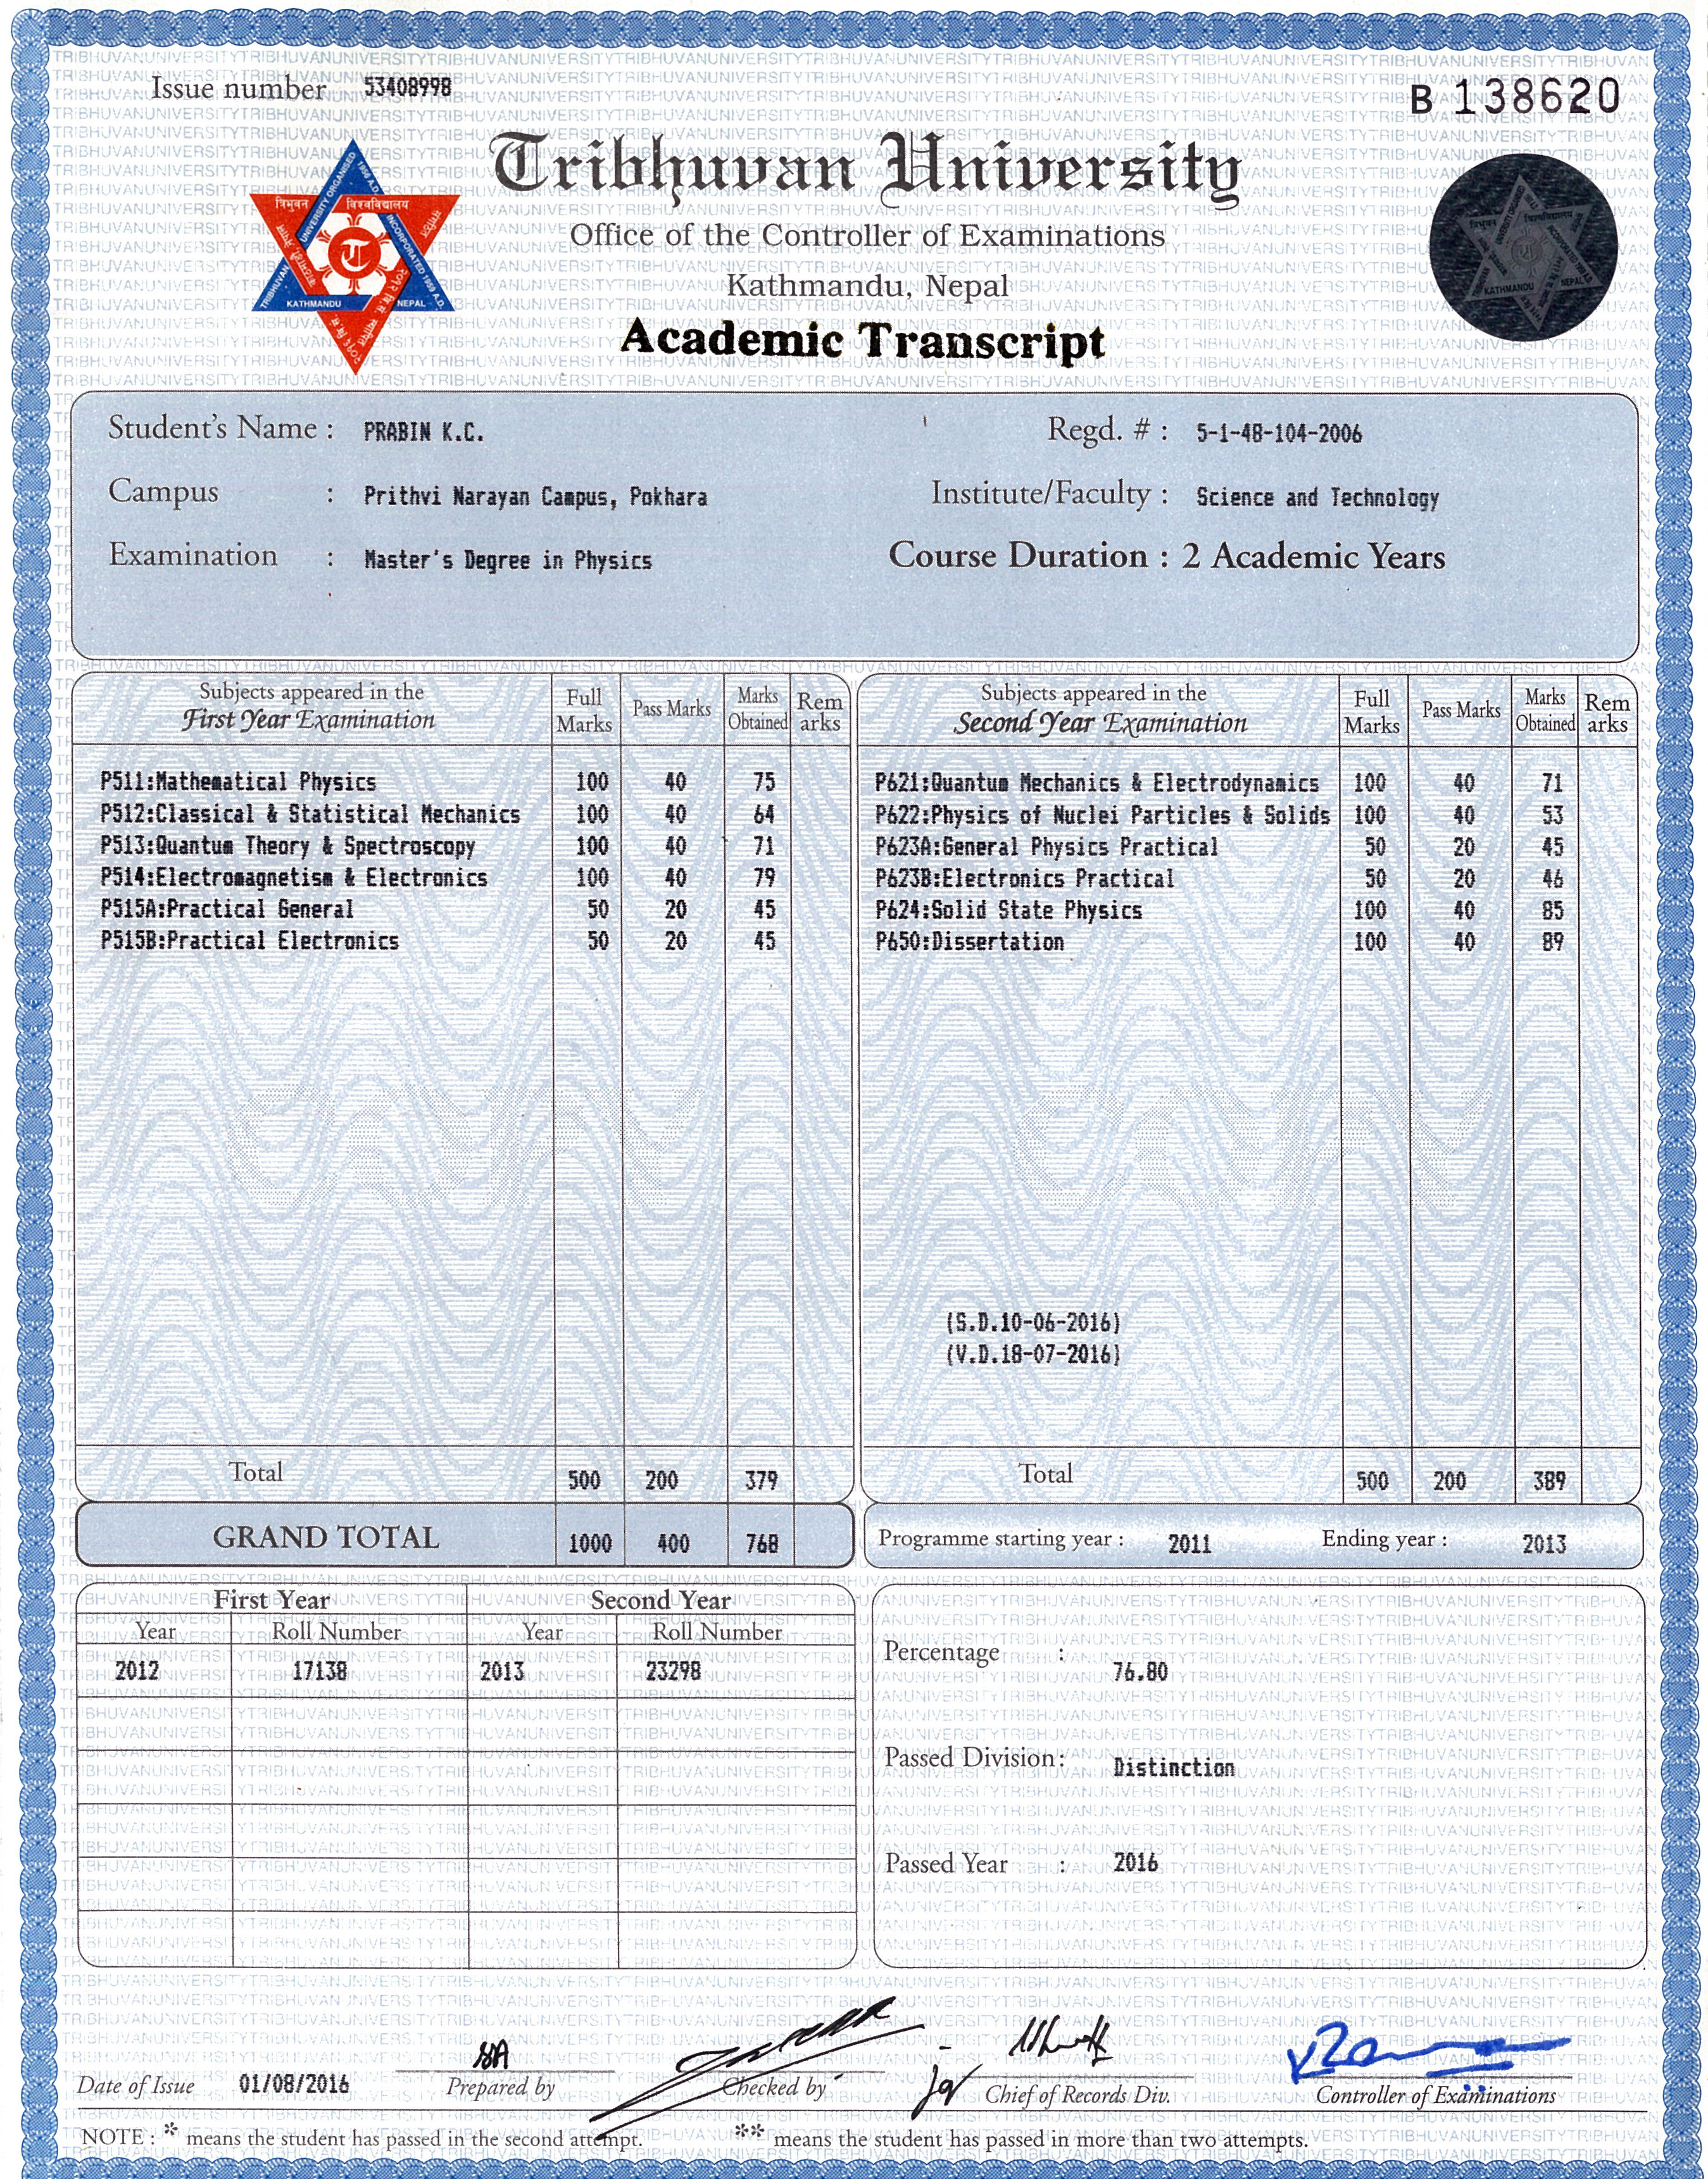 Issue number 53408998
B 138620
Tribhuvan University
Office of the Controller of Examinations
Kathmandu, Nepal
Academic Transcript
त्रिभुवन विश्वविद्यालय
UNIVERSITY ORGANISED
INCORPORATED 1959 A.D.
TRIBHUVAN
KATHMANDU NEPAL
Student's Name : PRABIN K.C. Regd. # : 5-1-48-104-2006
Campus : Prithvi Narayan Campus, Pokhara Institute/Faculty : Science and Technology
Examination : Master's Degree in Physics Course Duration : 2 Academic Years
Subjects appeared in the First Year Examination Full Marks Pass Marks Marks Obtained Remarks
P511:Mathematical Physics 100 40 75
P512:Classical & Statistical Mechanics 100 40 64
P513:Quantum Theory & Spectroscopy 100 40 71
P514:Electromagnetism & Electronics 100 40 79
P515A:Practical General 50 20 45
P515B:Practical Electronics 50 20 45
Total 500 200 379
Subjects appeared in the Second Year Examination Full Marks Pass Marks Marks Obtained Remarks
P621:Quantum Mechanics & Electrodynamics 100 40 71
P622:Physics of Nuclei Particles & Solids 100 40 53
P623A:General Physics Practical 50 20 45
P623B:Electronics Practical 50 20 46
P624:Solid State Physics 100 40 85
P650:Dissertation 100 40 89
(S.D.10-06-2016)
(V.D.18-07-2016)
Total 500 200 389
GRAND TOTAL 1000 400 768
Programme starting year : 2011 Ending year : 2013
First Year Second Year
Year Roll Number Year Roll Number
2012 17138 2013 23298
Percentage : 76.80
Passed Division: Distinction
Passed Year : 2016
Date of Issue 01/08/2016 Prepared by Checked by Chief of Records Div. Controller of Examinations
NOTE : * means the student has passed in the second attempt. ** means the student has passed in more than two attempts.